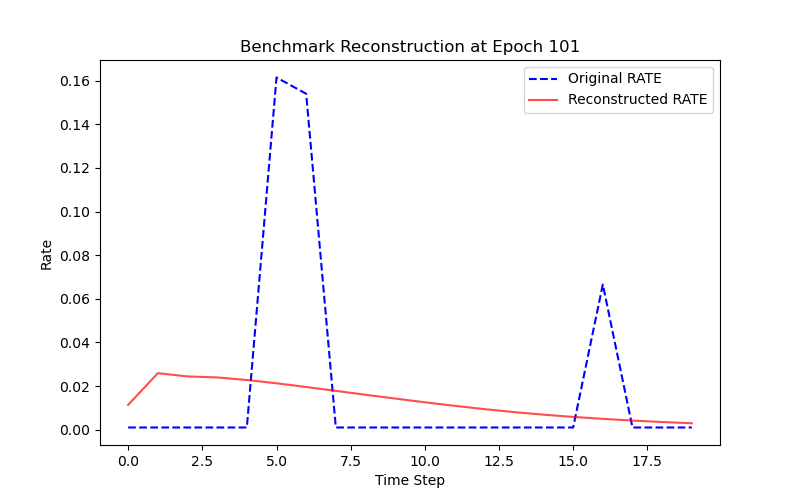 Benchmark Reconstruction at Epoch 101
Original RATE
Reconstructed RATE
0.16
0.14
0.12
0.10
0.08
0.06
0.04
0.02
0.00
Rate
0.0 2.5 5.0 7.5 10.0 12.5 15.0 17.5
Time Step